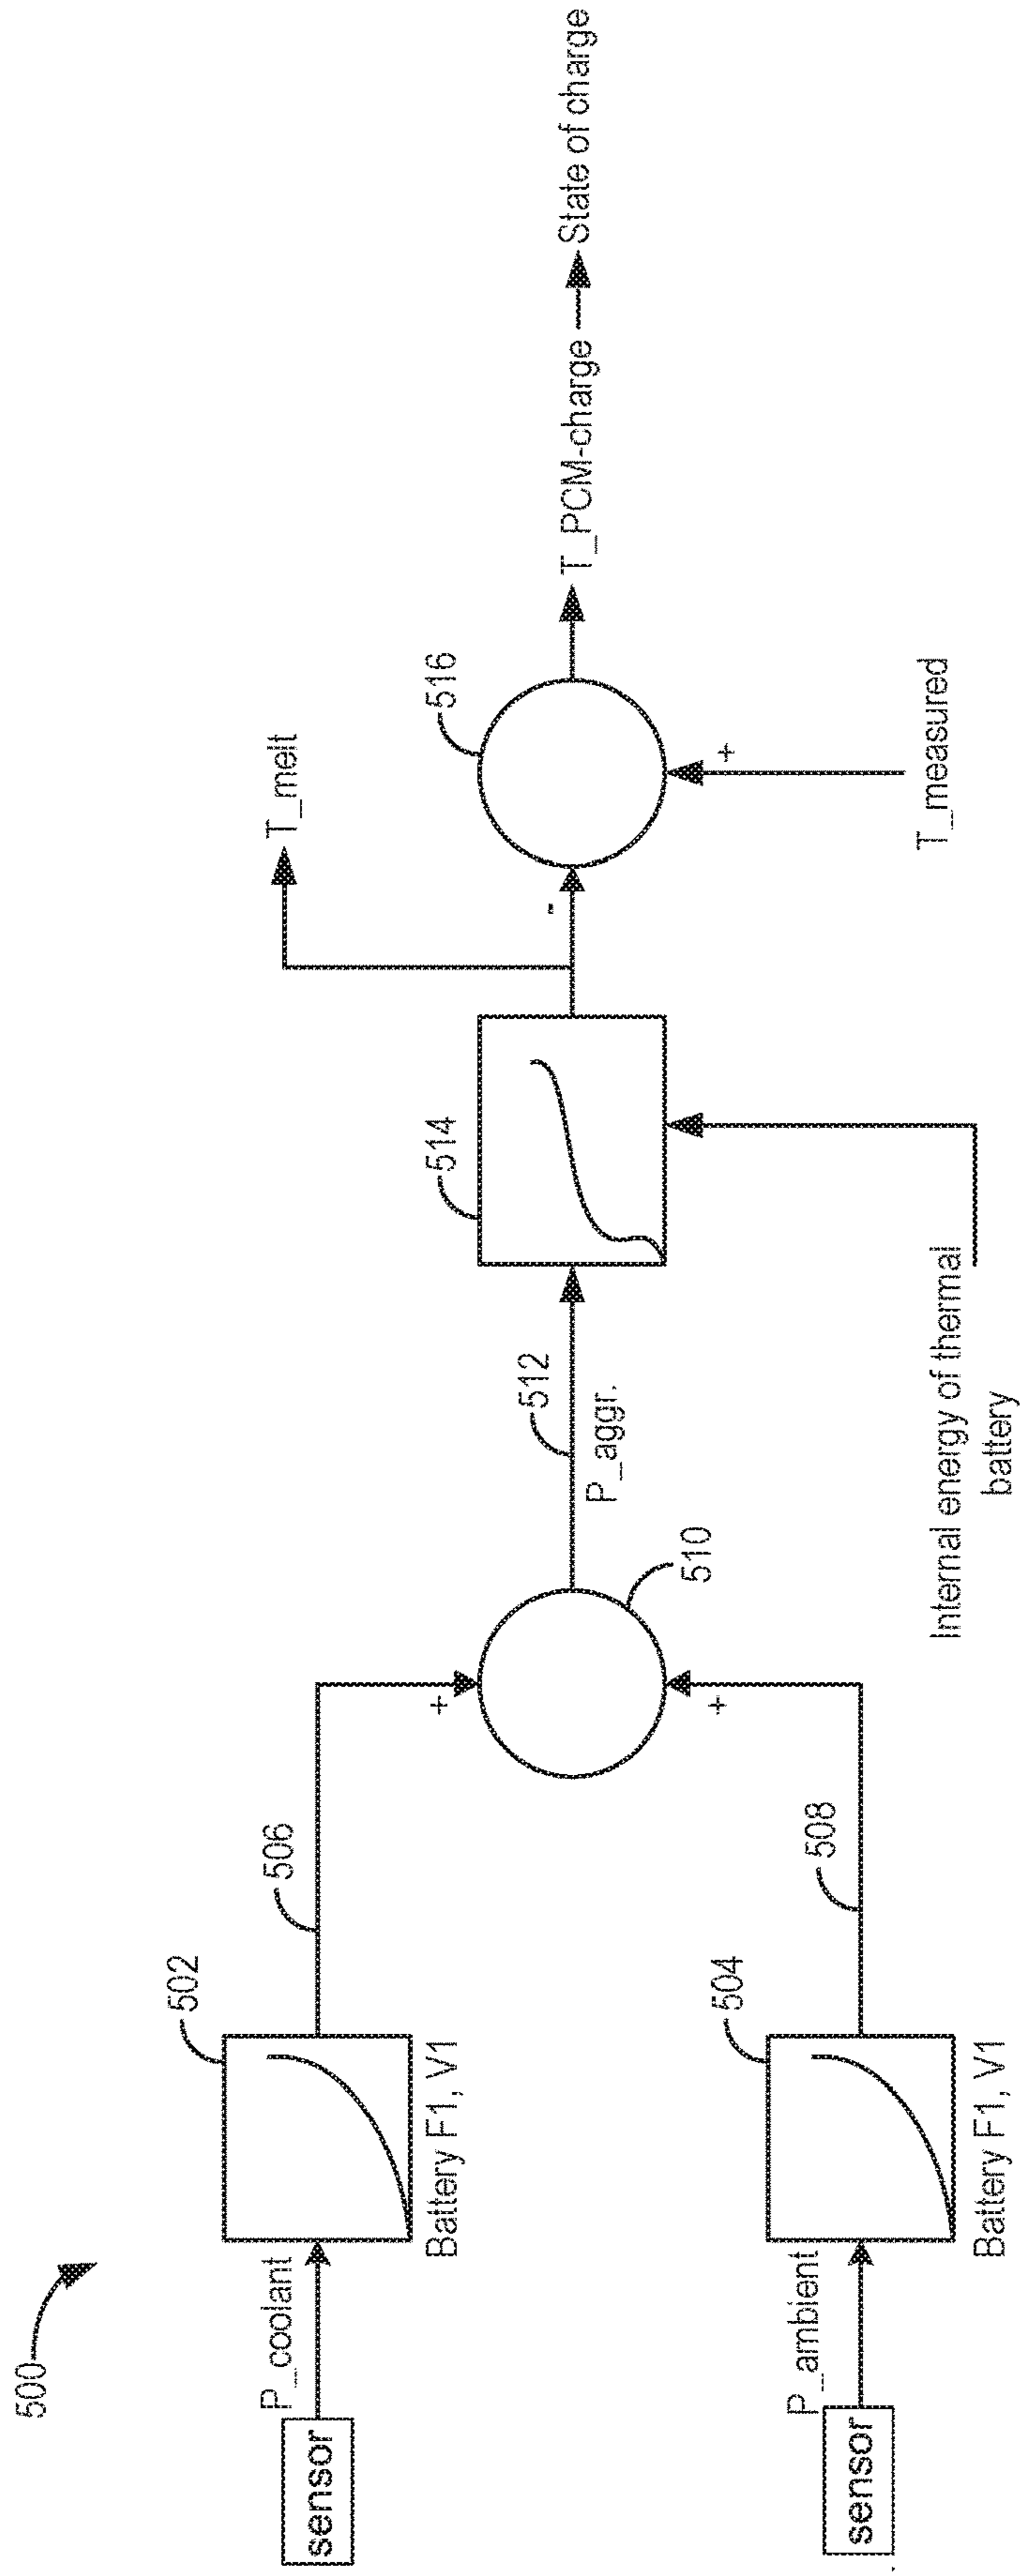 500
sensor
P_coolant
502
Battery F1, V1
506
sensor
P_ambient
504
Battery F1, V1
508
+
+
510
512
P_aggr.
514
Internal energy of thermal
battery
T_melt
-
516
+
T_measured
T_PCM-charge
State of charge